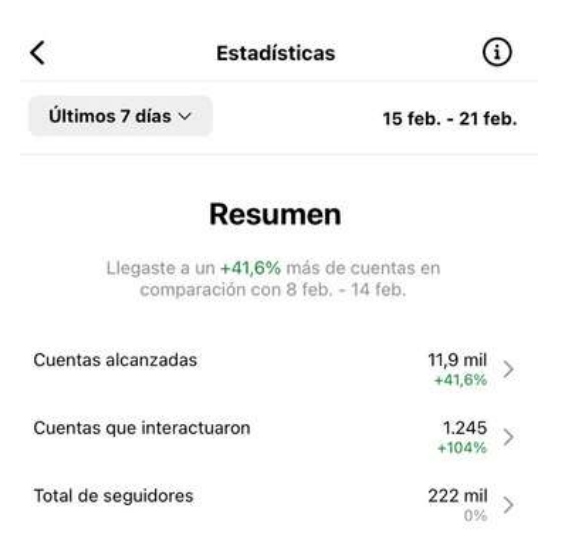 Estadísticas
Últimos 7 días
15 feb. - 21 feb.
Resumen
Llegaste a un +41,6% más de cuentas en
comparación con 8 feb. - 14 feb.
Cuentas alcanzadas
11,9 mil
+41,6%
Cuentas que interactuaron
1.245
+104%
Total de seguidores
222 mil
0%